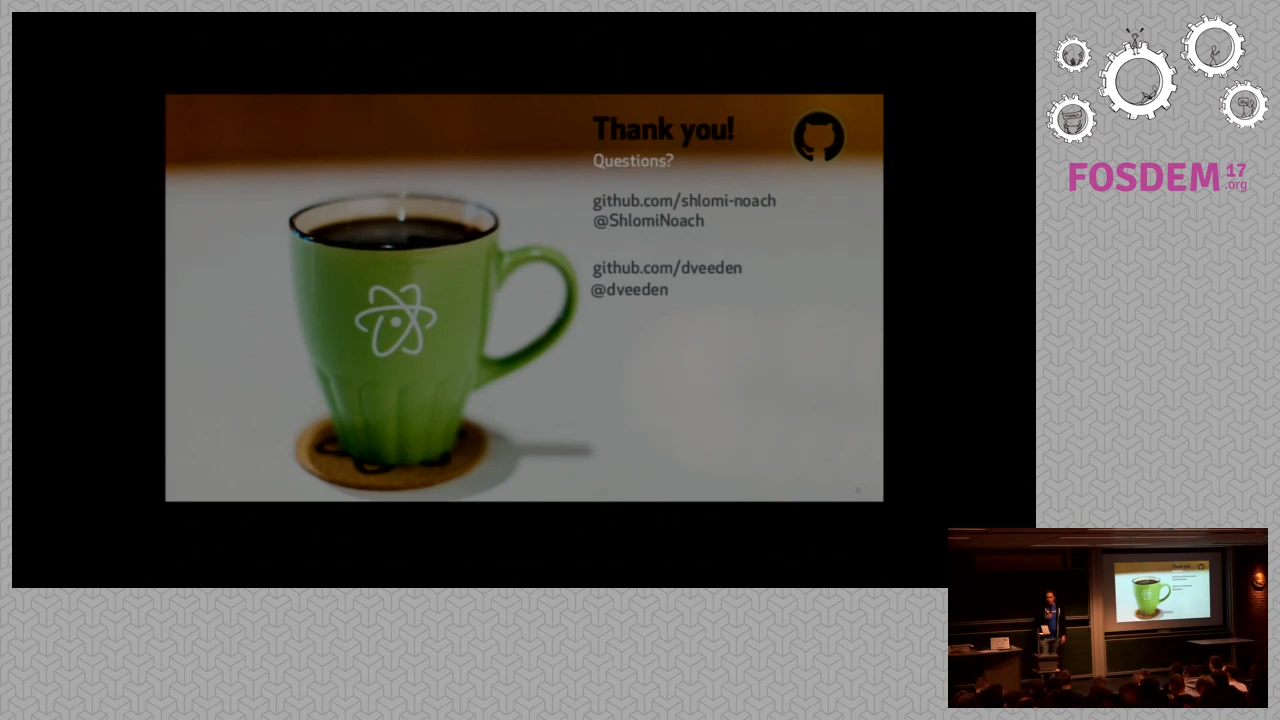 Thank you!
Questions?
github.com/shlomi-noach
@ShlomiNoach
github.com/dveeden
@dveeden
FOSDEM 17
.org